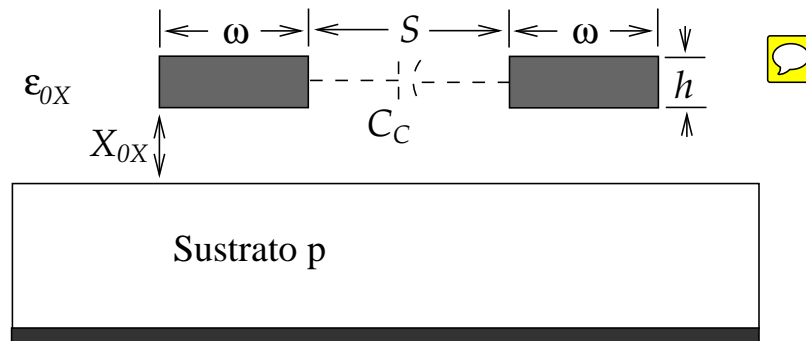 ω S ω
ε0X
h
CC
X0X
Sustrato p